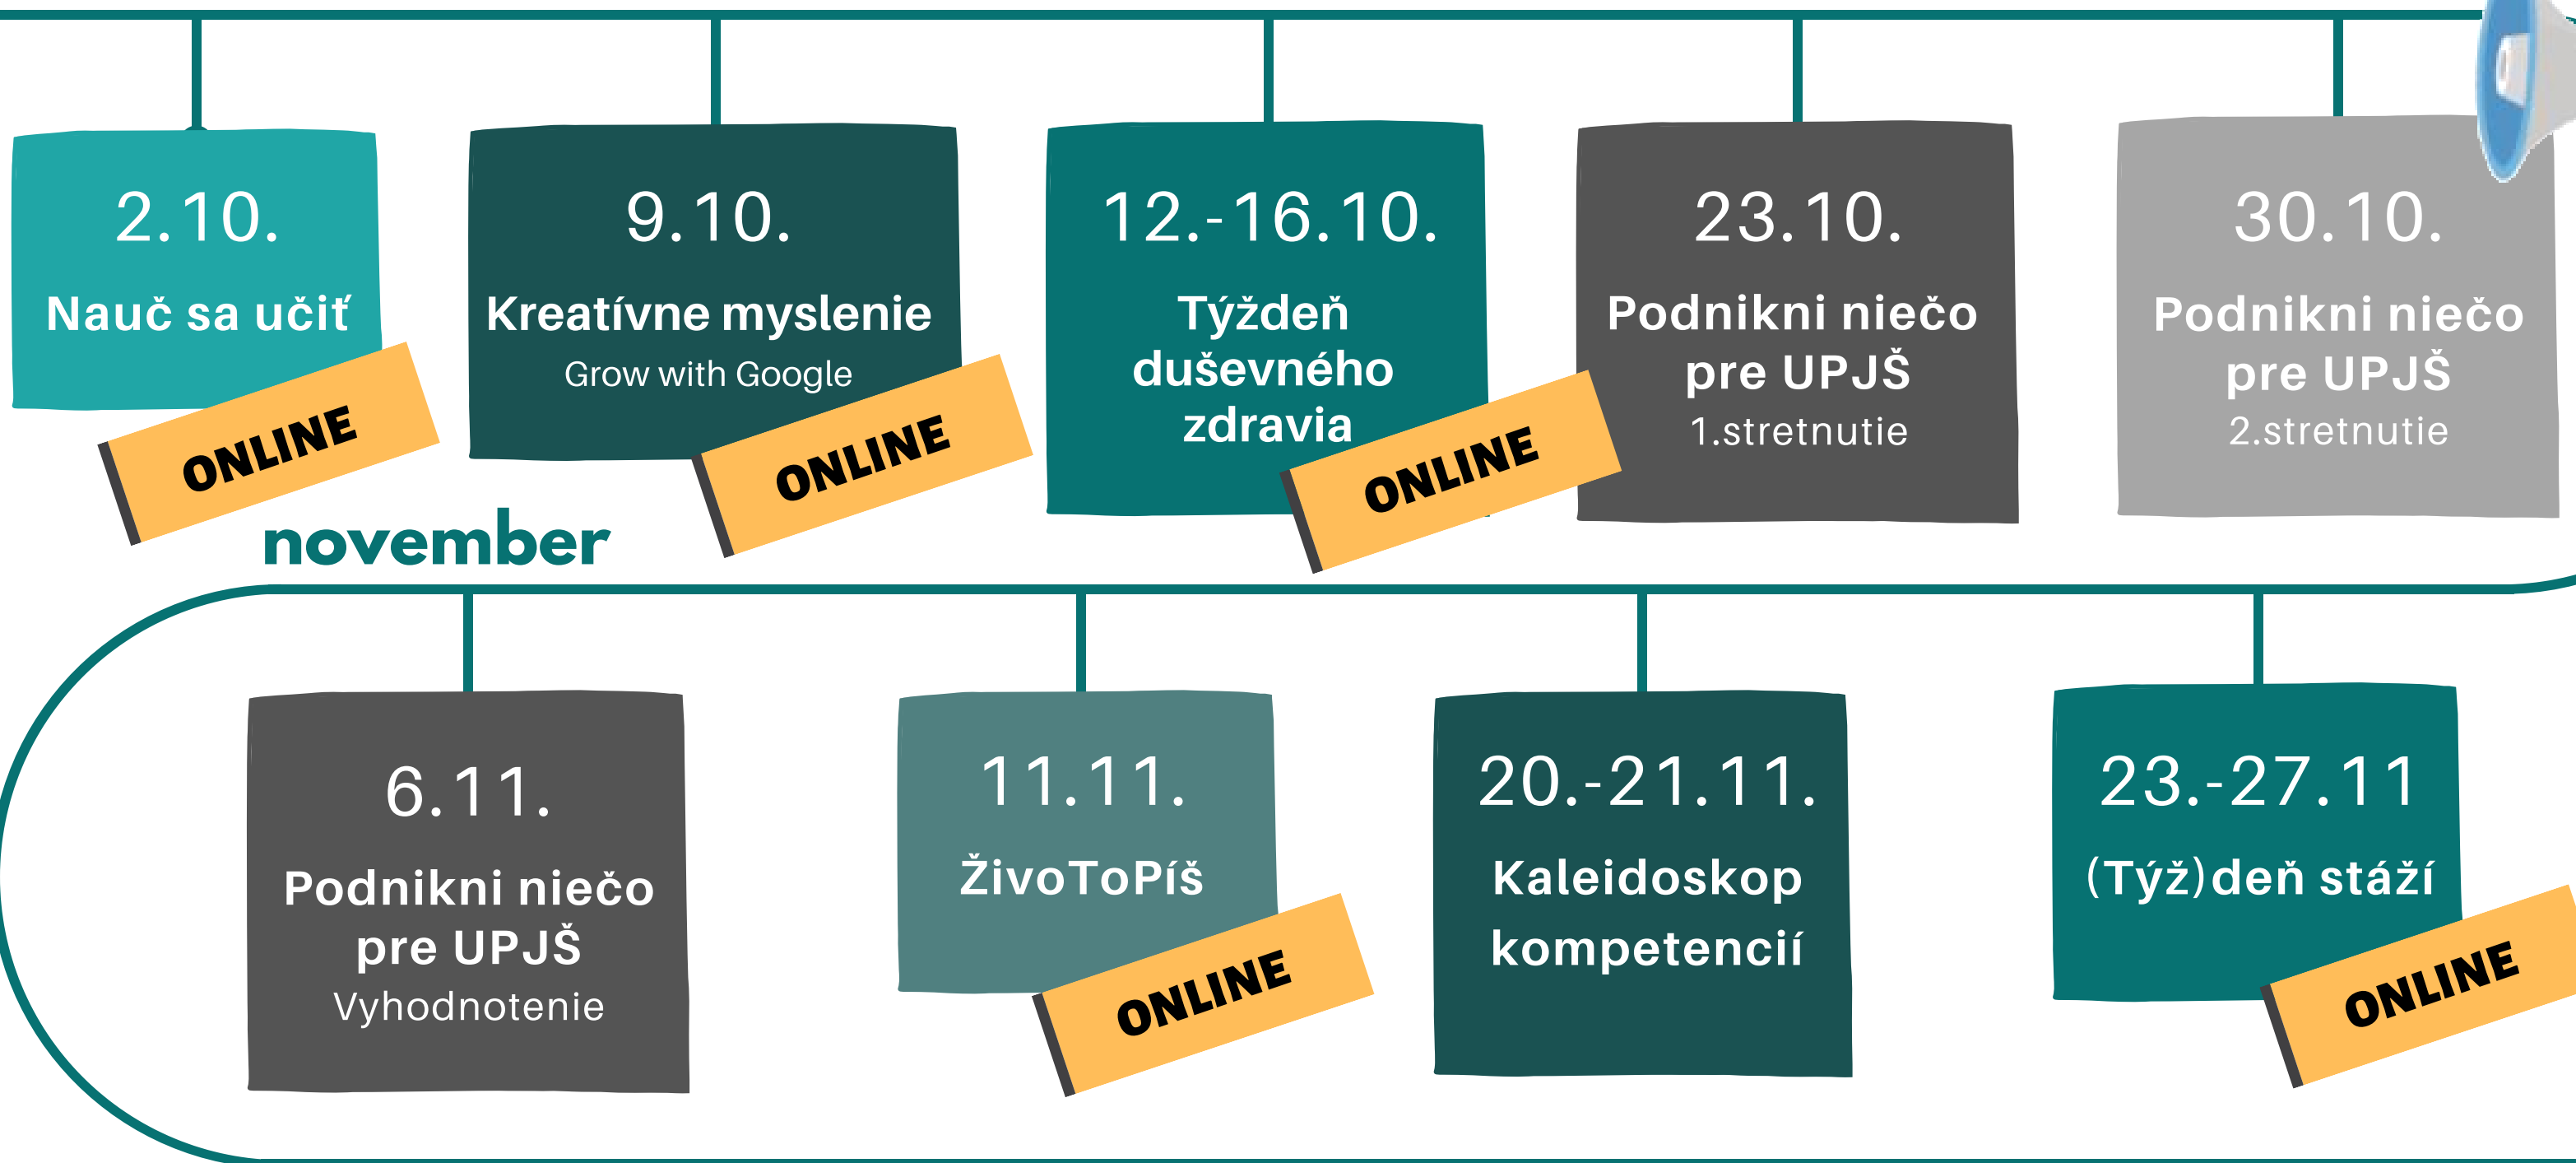 2.10.
Nauč sa učiť
ONLINE
9.10.
Kreatívne myslenie
Grow with Google
ONLINE
12.-16.10.
Týždeň
duševného
zdravia
ONLINE
23.10.
Podnikni niečo
pre UPJŠ
1.stretnutie
30.10.
Podnikni niečo
pre UPJŠ
2.stretnutie
november
6.11.
Podnikni niečo
pre UPJŠ
Vyhodnotenie
11.11.
ŽivoToPíš
ONLINE
20.-21.11.
Kaleidoskop
kompetencií
23.-27.11
(Týž)deň stáží
ONLINE